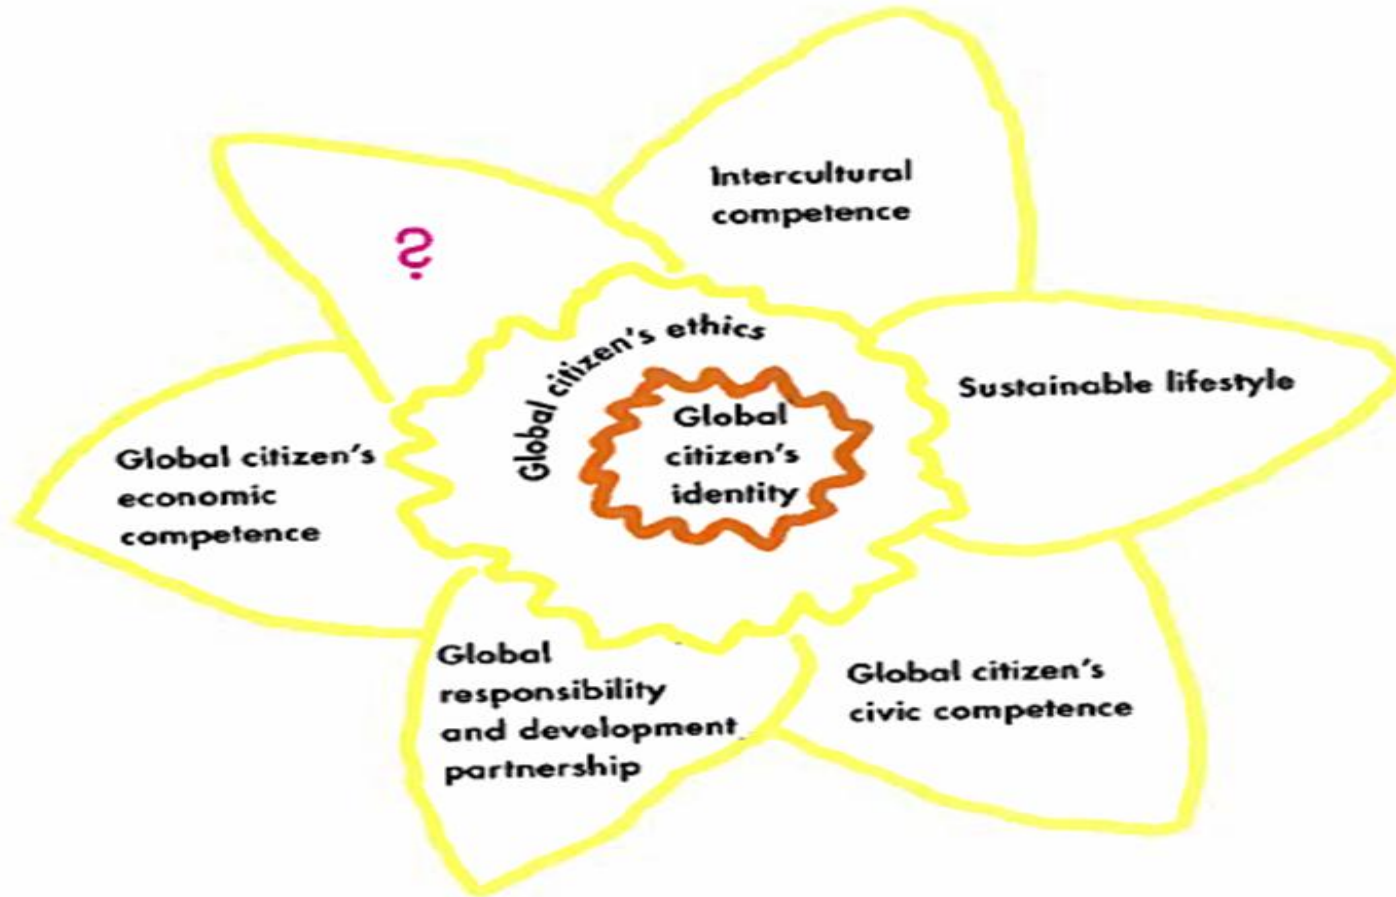 Intercultural
competence
?
Global citizen's ethics
Sustainable lifestyle
Global
citizen's
identity
Global citizen's
economic
competence
Global
responsibility
and development
partnership
Global citizen's
civic competence